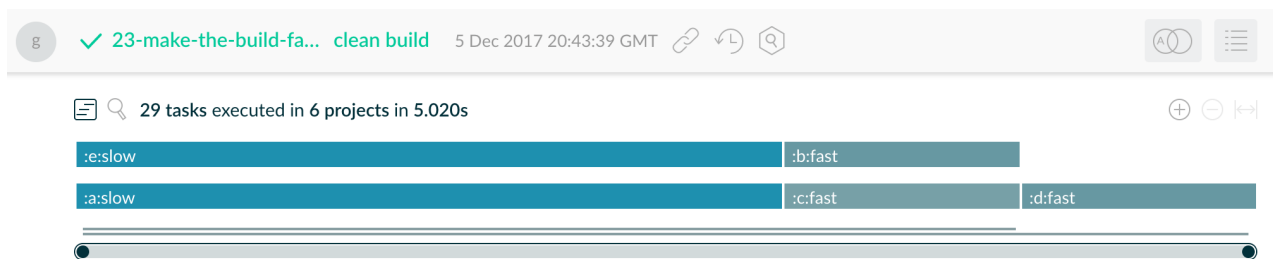 g 23-make-the-build-fa... clean build 5 Dec 2017 20:43:39 GMT A
29 tasks executed in 6 projects in 5.020s
:e:slow :b:fast
:a:slow :c:fast :d:fast